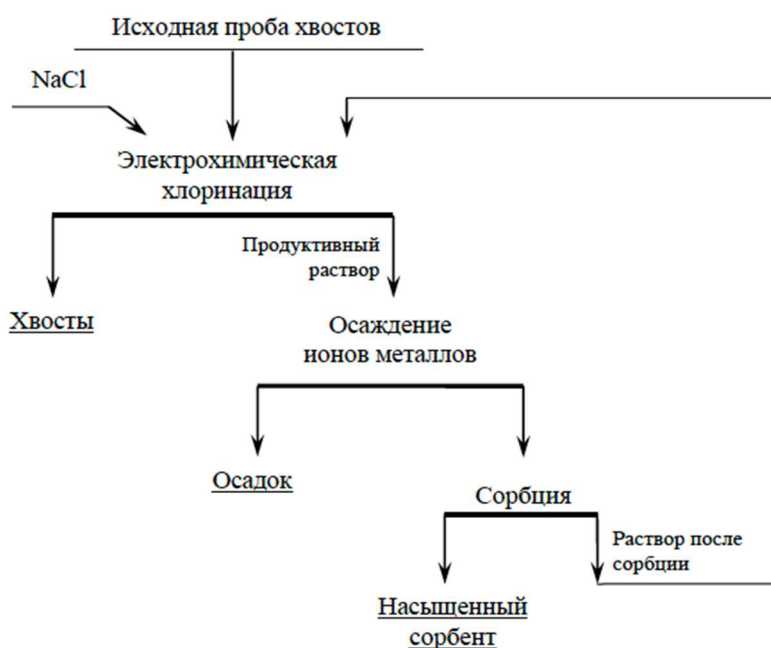 Исходная проба хвостов
NaCl
Электрохимическая
хлоринация
Продуктивный
раствор
Хвосты
Осаждение
ионов металлов
Осадок
Сорбция
Раствор после
сорбции
Насыщенный
сорбент